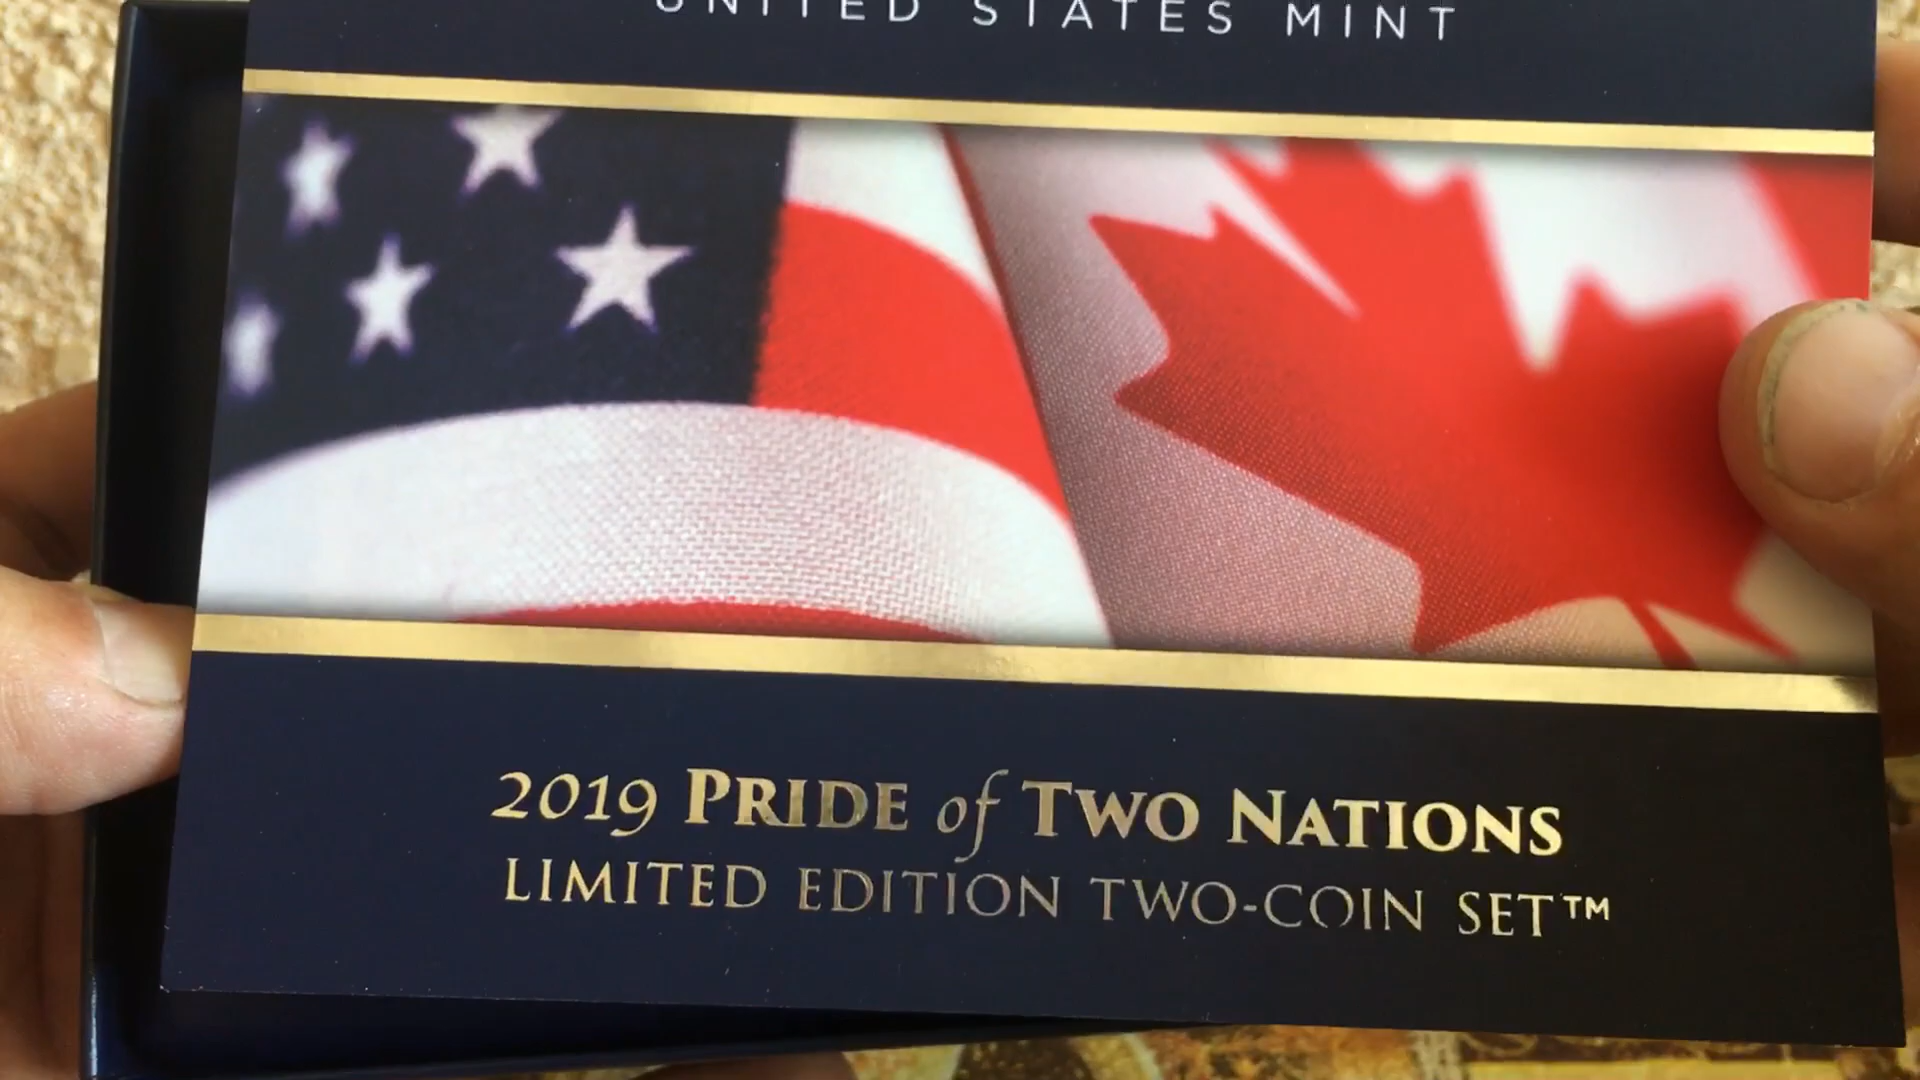 UNITED STATES MINT
2019 PRIDE of TWO NATIONS
LIMITED EDITION TWO-COIN SET™